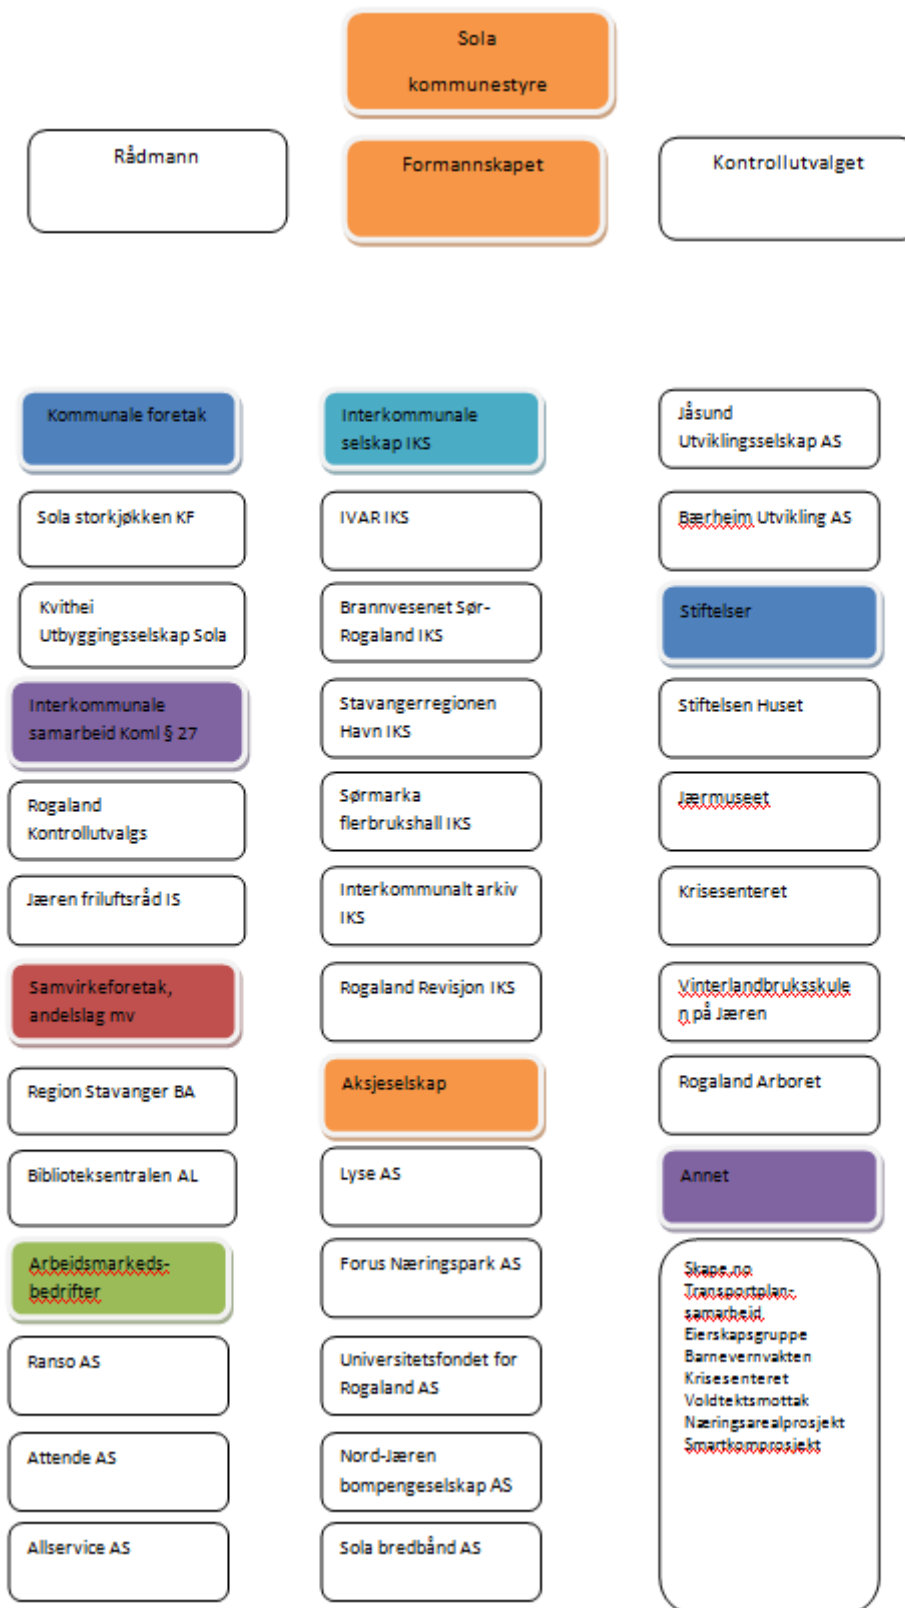 Sola
kommunestyre
Rådmann
Formannskapet
Kontrollutvalget
Kommunale foretak
Sola storkjøkken KF
Kvithei
Utbyggingsselskap Sola
Interkommunale
samarbeid Koml § 27
Rogaland
Kontrollutvalgs
Jæren friluftsråd IS
Samvirkeforetak,
andelslag mv
Region Stavanger BA
Biblioteksentralen AL
Arbeidsmarkeds-
bedrifter
Ranso AS
Attende AS
Allservice AS
Interkommunale
selskap IKS
IVAR IKS
Brannvesenet Sør-
Rogaland IKS
Stavangerregionen
Havn IKS
Sørmarka
flerbrukshall IKS
Interkommunalt arkiv
IKS
Rogaland Revisjon IKS
Aksjeselskap
Lyse AS
Forus Næringspark AS
Universitetsfondet for
Rogaland AS
Nord-Jæren
bompengeselskap AS
Sola bredbånd AS
Jåsund
Utviklingsselskap AS
Bærheim Utvikling AS
Stiftelser
Stiftelsen Huset
Jærmuseet
Krisesenteret
Vinterlandbruksskule
n på Jæren
Rogaland Arboret
Annet
Skape.no
Transportplan-
samarbeid
Eierskapsgruppe
Barnevernvakten
Krisesenteret
Voldtektsmottak
Næringsarealprosjekt
Smartkomprosjekt